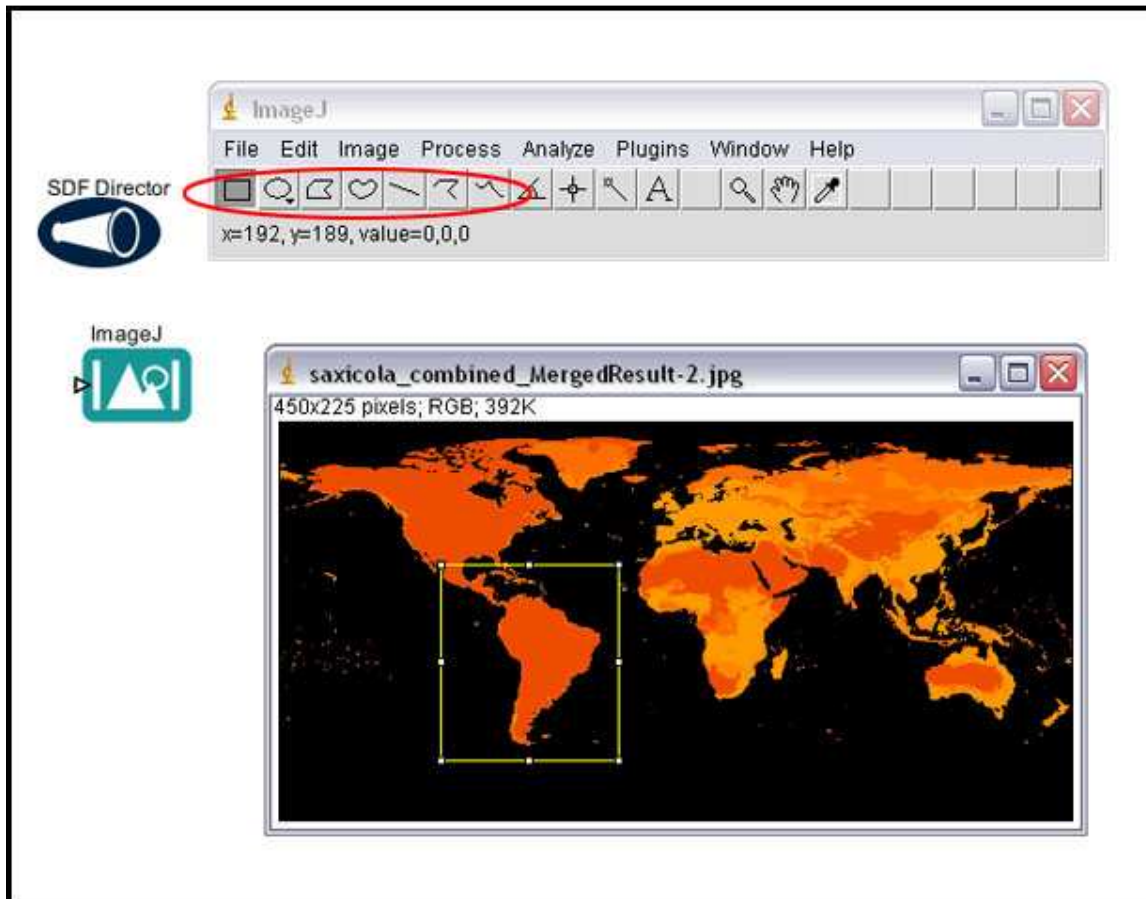 ImageJ
File Edit Image Process Analyze Plugins Window Help
SDF Director
A
x=192, y=189, value=0,0,0
ImageJ
saxicola_combined_MergedResult-2.jpg
450x225 pixels; RGB; 392K